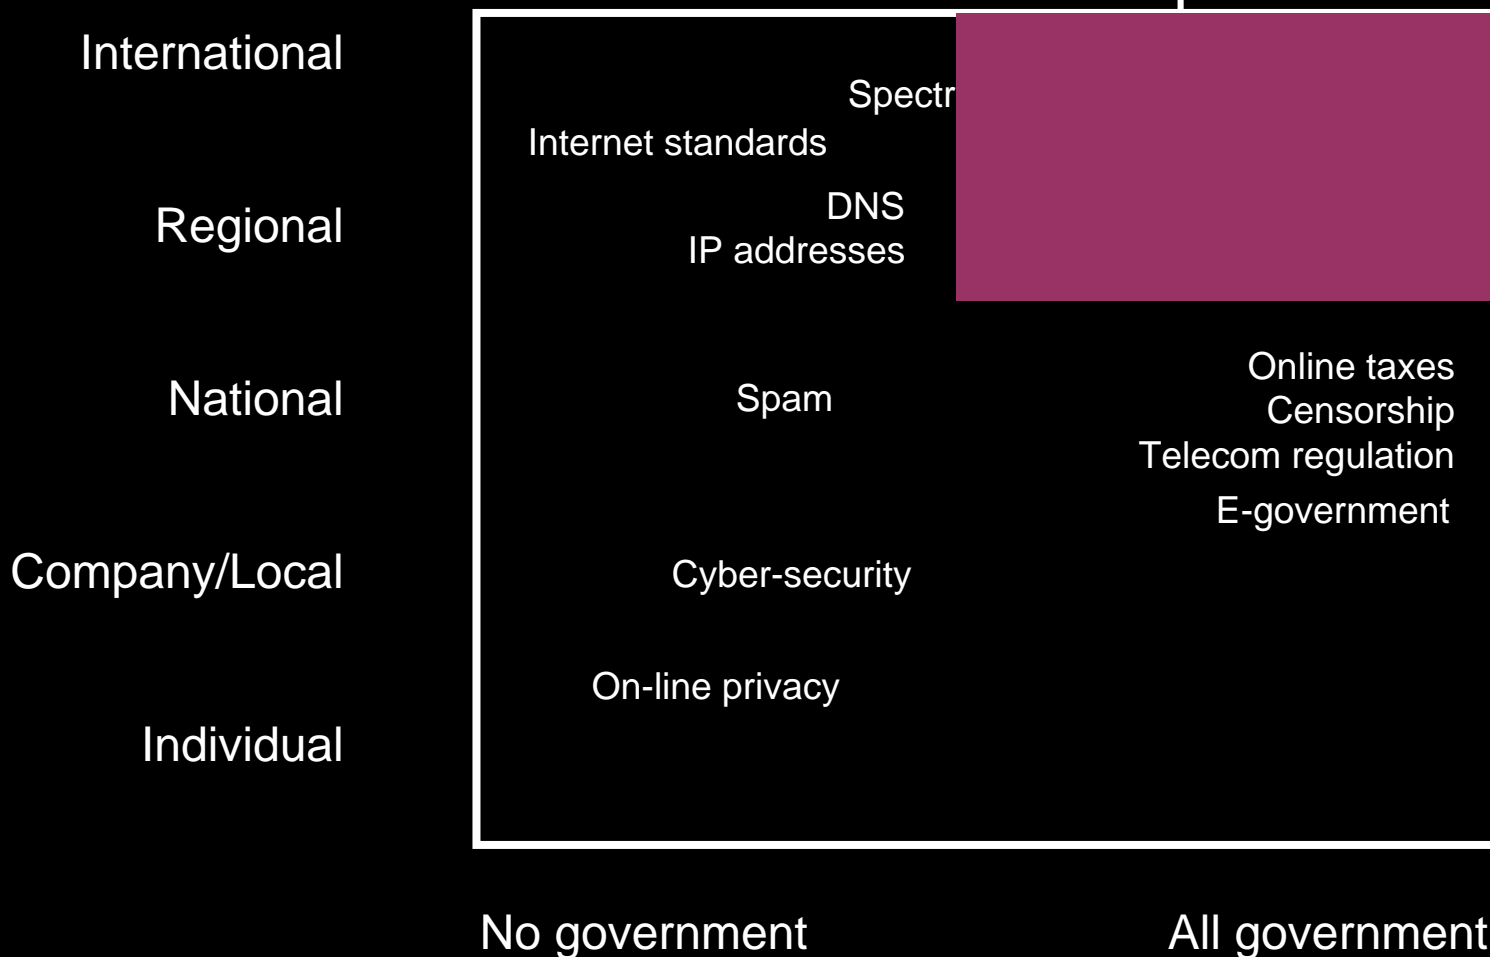 International
Spectr
Internet standards
DNS
Regional
IP addresses
Online taxes
National
Spam
Censorship
Telecom regulation
E-government
Company/Local
Cyber-security
On-line privacy
Individual
No government
All government